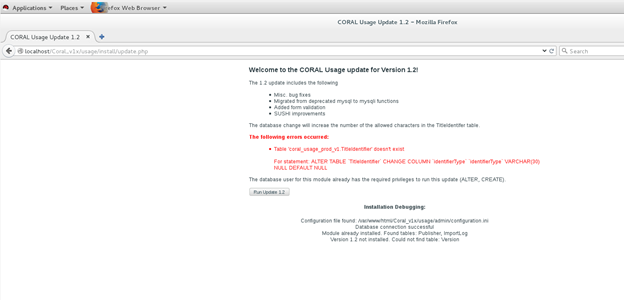 Applications Places Firefox Web Browser
CORAL Usage Update 1.2 - Mozilla Firefox
CORAL Usage Update 1.2
localhost/Coral_v1x/usage/install/update.php
Search
Welcome to the CORAL Usage update for Version 1.2!
The 1.2 update includes the following
Misc. bug fixes
Migrated from deprecated mysql to mysqli functions
Added form validation
SUSHI improvements
The database change will increase the number of the allowed characters in the TitleIdentifer table.
The following errors occurred:
Table 'coral_usage_prod_v1.TitleIdentifier' doesn't exist
For statement: ALTER TABLE `TitleIdentifier` CHANGE COLUMN `identifierType` `identifierType` VARCHAR(30)
NULL DEFAULT NULL
The database user for this module already has the required privileges to run this update (ALTER, CREATE).
Run Update 1.2
Installation Debugging:
Configuration file found: /var/www/html/Coral_v1x/usage/admin/configuration.ini
Database connection successful
Module already installed. Found tables: Publisher, ImportLog
Version 1.2 not installed. Could not find table: Version